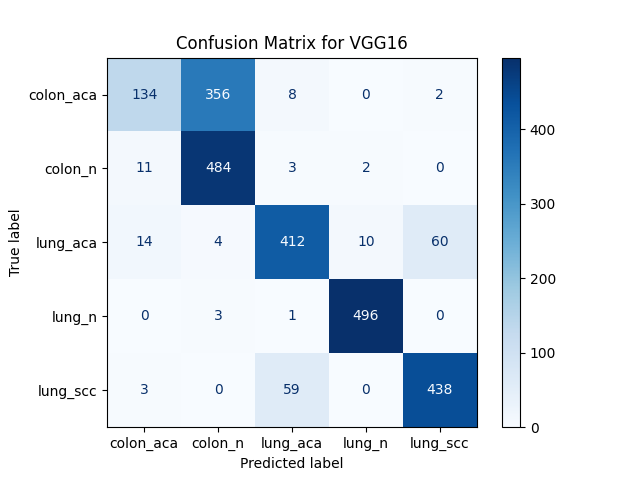 Confusion Matrix for VGG16
colon_aca 134 356 8 0 2
colon_n 11 484 3 2 0
lung_aca 14 4 412 10 60
lung_n 0 3 1 496 0
lung_scc 3 0 59 0 438
colon_aca colon_n lung_aca lung_n lung_scc
Predicted label
True label
400
300
200
100
0